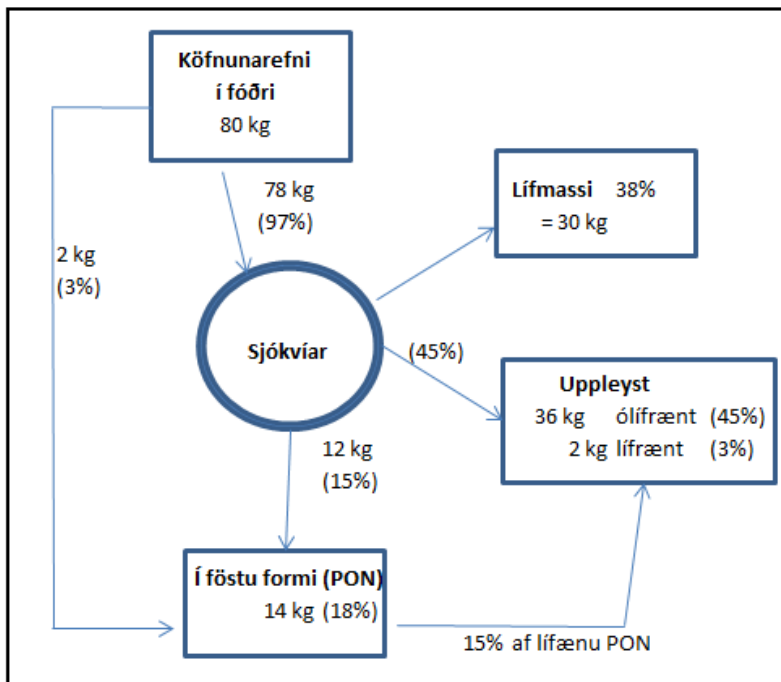 Köfnunarefni
í fóðri
80 kg
78 kg
(97%)
2 kg
(3%)
Lífmassi 38%
= 30 kg
Sjókvíar
(45%)
Uppleyst
36 kg ólífrænt (45%)
2 kg lífrænt (3%)
12 kg
(15%)
Í föstu formi (PON)
14 kg (18%)
15% af lífænu PON